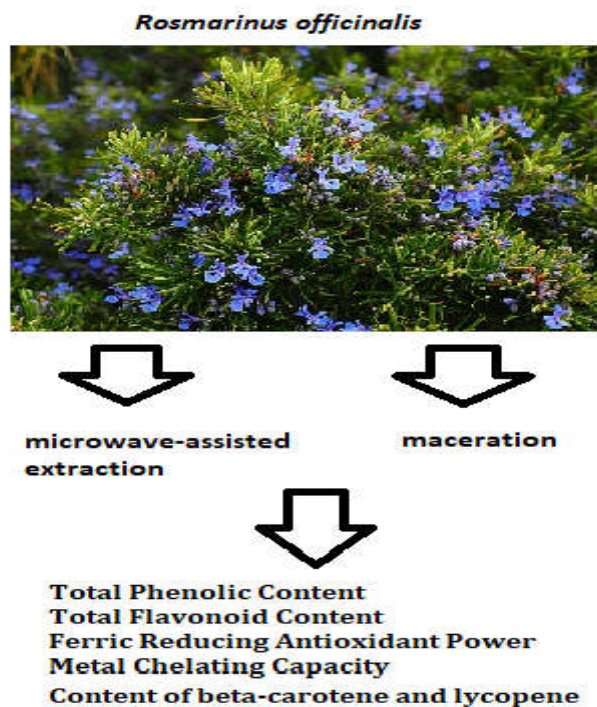 Rosmarinus officinalis
microwave-assisted
extraction
maceration
Total Phenolic Content
Total Flavonoid Content
Ferric Reducing Antioxidant Power
Metal Chelating Capacity
Content of beta-carotene and lycopene